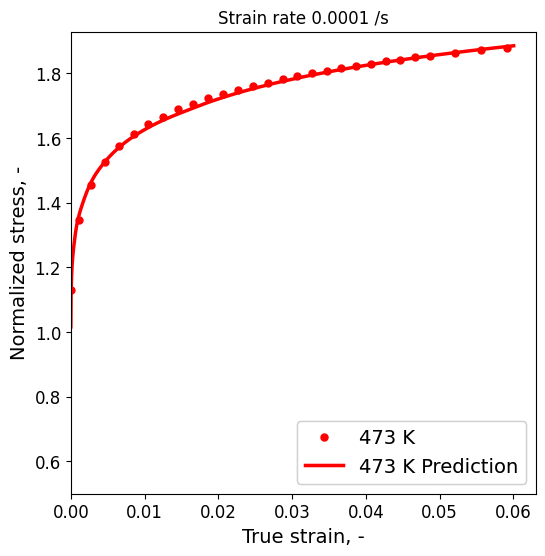 Strain rate 0.0001 /s
Normalized stress, -
1.8
1.6
1.4
1.2
1.0
0.8
0.6
473 K
473 K Prediction
0.00 0.01 0.02 0.03 0.04 0.05 0.06
True strain, -